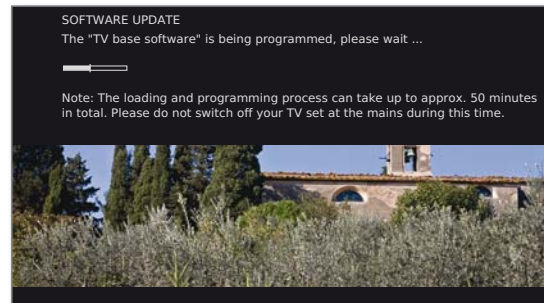 SOFTWARE UPDATE
The "TV base software" is being programmed, please wait ...
Note: The loading and programming process can take up to approx. 50 minutes
in total. Please do not switch off your TV set at the mains during this time.